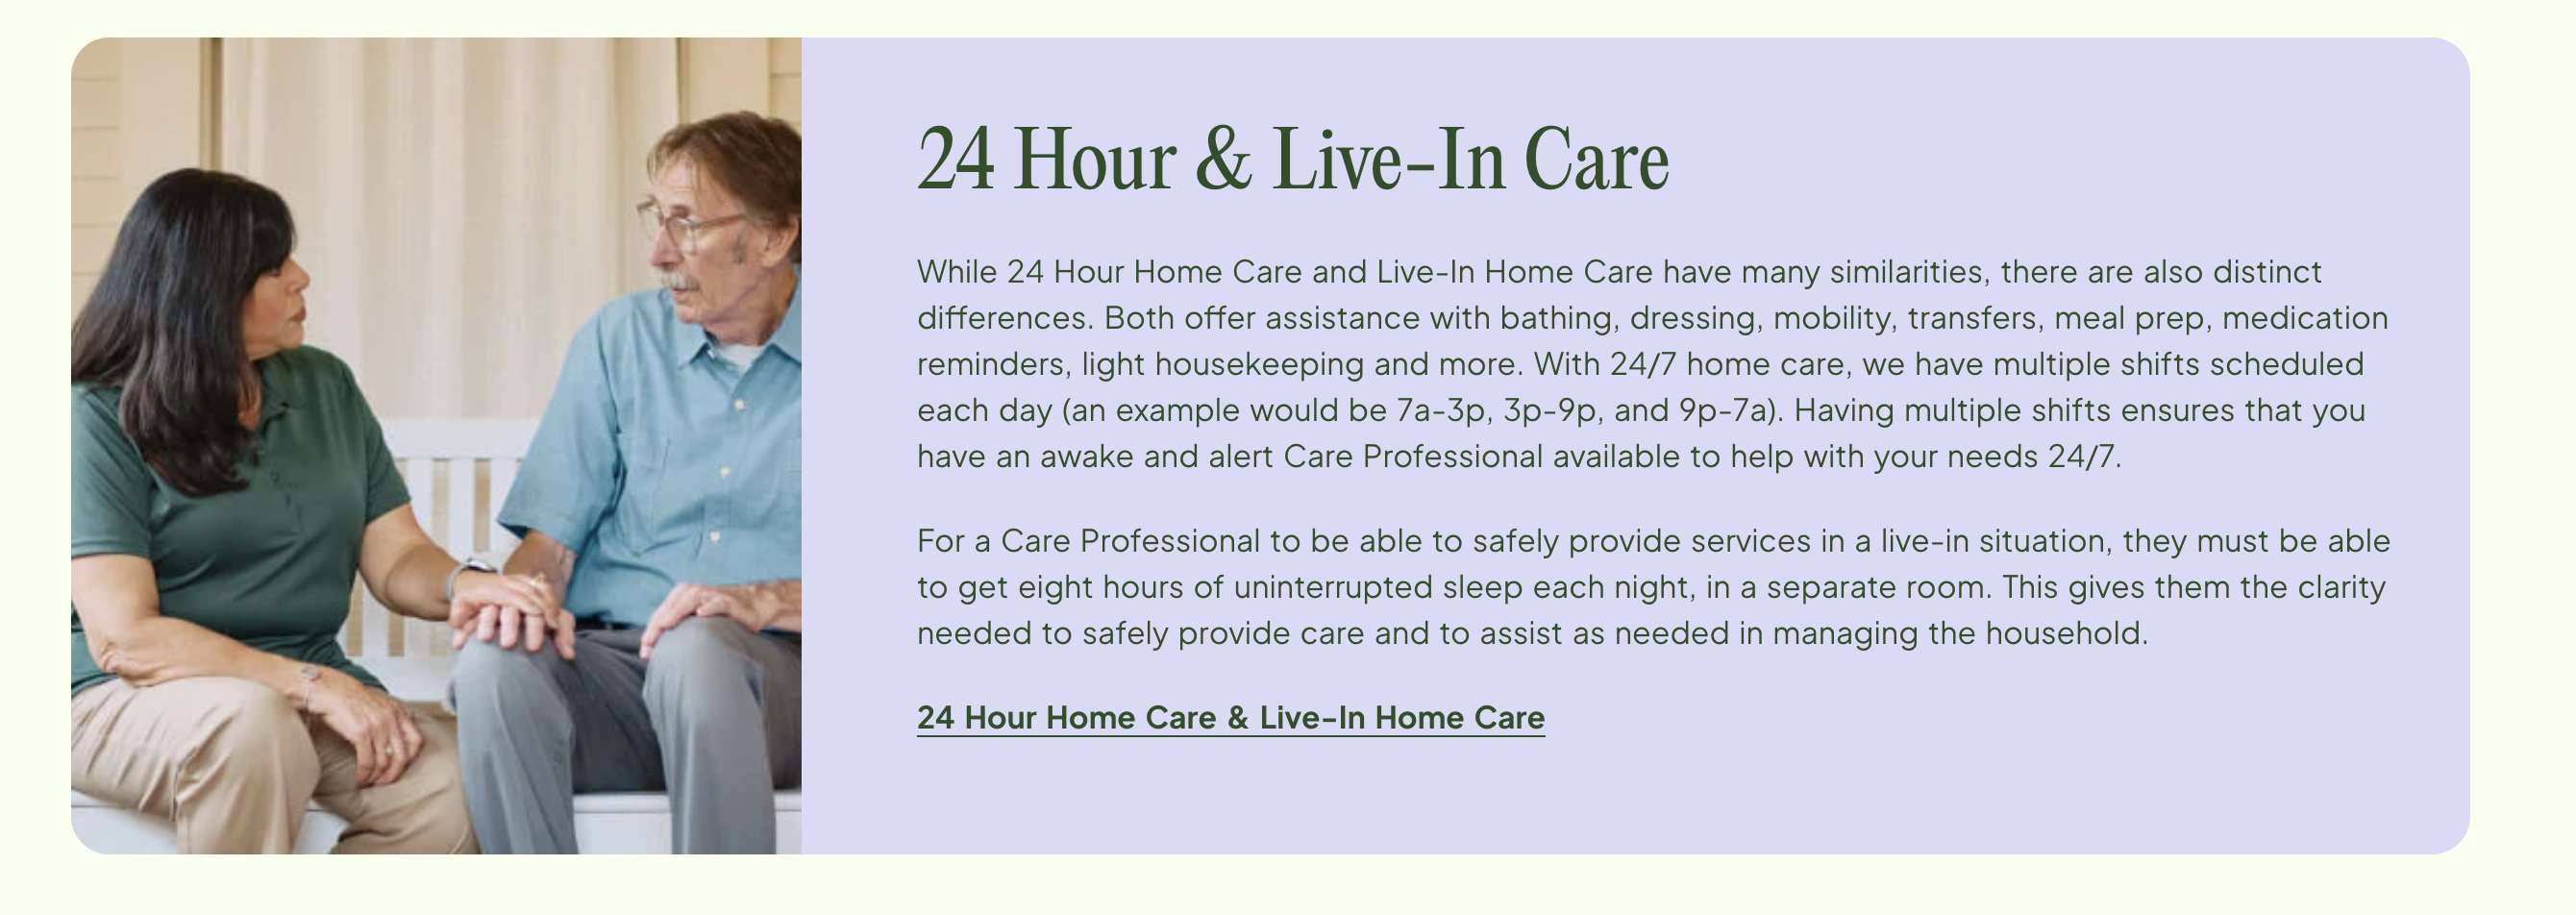 24 Hour & Live-In Care
While 24 Hour Home Care and Live-In Home Care have many similarities, there are also distinct
differences. Both offer assistance with bathing, dressing, mobility, transfers, meal prep, medication
reminders, light housekeeping and more. With 24/7 home care, we have multiple shifts scheduled
each day (an example would be 7a-3p, 3p-9p, and 9p-7a). Having multiple shifts ensures that you
have an awake and alert Care Professional available to help with your needs 24/7.
For a Care Professional to be able to safely provide services in a live-in situation, they must be able
to get eight hours of uninterrupted sleep each night, in a separate room. This gives them the clarity
needed to safely provide care and to assist as needed in managing the household.
24 Hour Home Care & Live-In Home Care